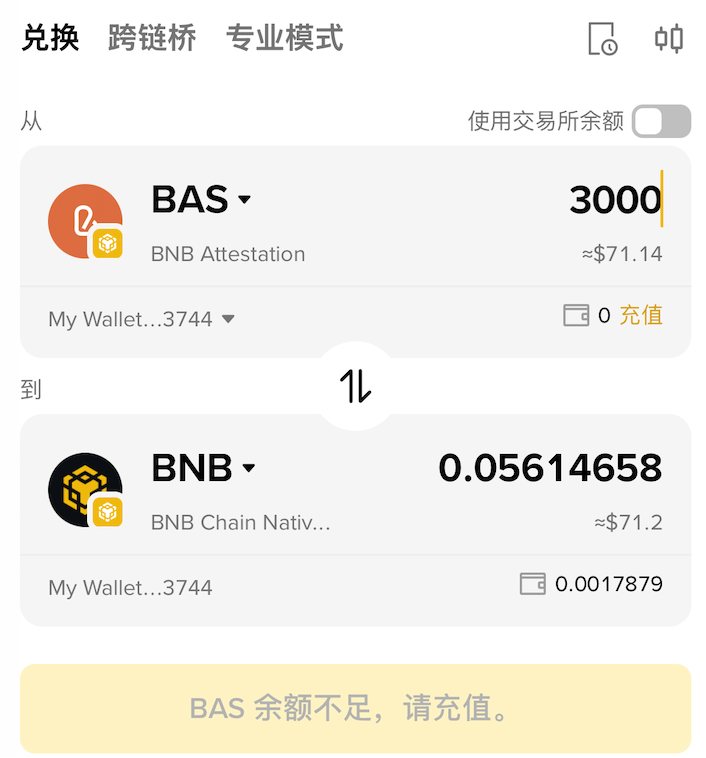 兑换 跨链桥 专业模式
从 使用交易所余额
BAS 3000
BNB Attestation ≈$71.14
My Wallet...3744 0 充值
到
BNB 0.05614658
BNB Chain Nativ... ≈$71.2
My Wallet...3744 0.0017879
BAS 余额不足，请充值。